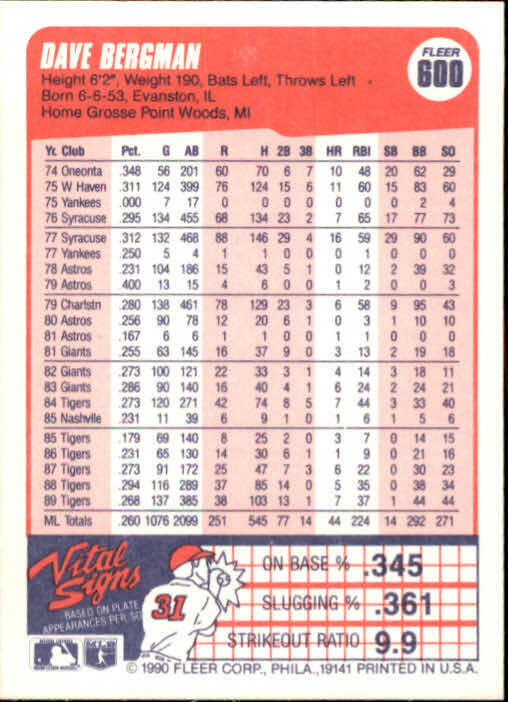 DAVE BERGMAN
FLEER
600
Height 6'2", Weight 190, Bats Left, Throws Left
Born 6-6-53, Evanston, IL
Home Grosse Point Woods, MI
Yr. Club Pct. G AB R H 2B 3B HR RBI SB BB SO
74 Oneonta .348 56 201 60 70 6 7 10 48 20 62 29
75 W Haven .311 124 399 76 124 15 6 11 60 15 83 60
75 Yankees .000 7 17 0 0 0 0 0 0 0 2 4
76 Syracuse .295 134 455 68 134 23 2 7 65 17 77 73
77 Syracuse .312 132 468 88 146 29 4 16 59 29 90 60
77 Yankees .250 5 4 1 1 0 0 0 1 0 0 0
78 Astros .231 104 186 15 43 5 1 0 12 2 39 32
79 Astros .400 13 15 4 6 0 0 1 2 0 0 3
79 Charlstn .280 138 461 78 129 23 3 6 58 9 95 43
80 Astros .256 90 78 12 20 6 1 0 3 1 10 10
81 Astros .167 6 6 1 1 0 0 1 1 0 0 0
81 Giants .255 63 145 16 37 9 0 3 13 2 19 18
82 Giants .273 100 121 22 33 3 1 4 14 3 18 11
83 Giants .286 90 140 16 40 4 1 6 24 2 24 21
84 Tigers .273 120 271 42 74 8 5 7 44 3 33 40
85 Nashvlle .231 11 39 6 9 1 0 1 6 1 5 6
85 Tigers .179 69 140 8 25 2 0 3 7 0 14 15
86 Tigers .231 65 130 14 30 6 1 1 9 0 21 16
87 Tigers .273 91 172 25 47 7 3 6 22 0 30 23
88 Tigers .294 116 289 37 85 14 0 5 35 0 38 34
89 Tigers .268 137 385 38 103 13 1 7 37 1 44 44
ML Totals .260 1076 2099 251 545 77 14 44 224 14 292 271
Vital Signs
BASED ON PLATE
APPEARANCES PER SO
31
ON BASE % .345
SLUGGING % .361
STRIKEOUT RATIO 9.9
© 1990 FLEER CORP., PHILA., 19141 PRINTED IN U.S.A.